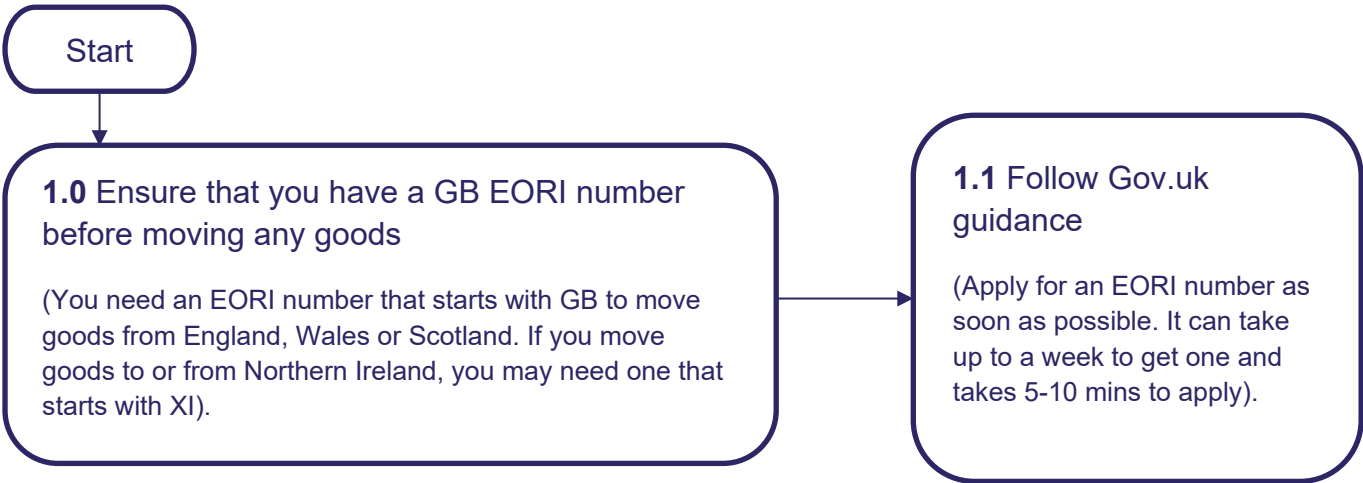 Start
1.0 Ensure that you have a GB EORI number
before moving any goods
(You need an EORI number that starts with GB to move
goods from England, Wales or Scotland. If you move
goods to or from Northern Ireland, you may need one that
starts with XI).
1.1 Follow Gov.uk
guidance
(Apply for an EORI number as
soon as possible. It can take
up to a week to get one and
takes 5-10 mins to apply).